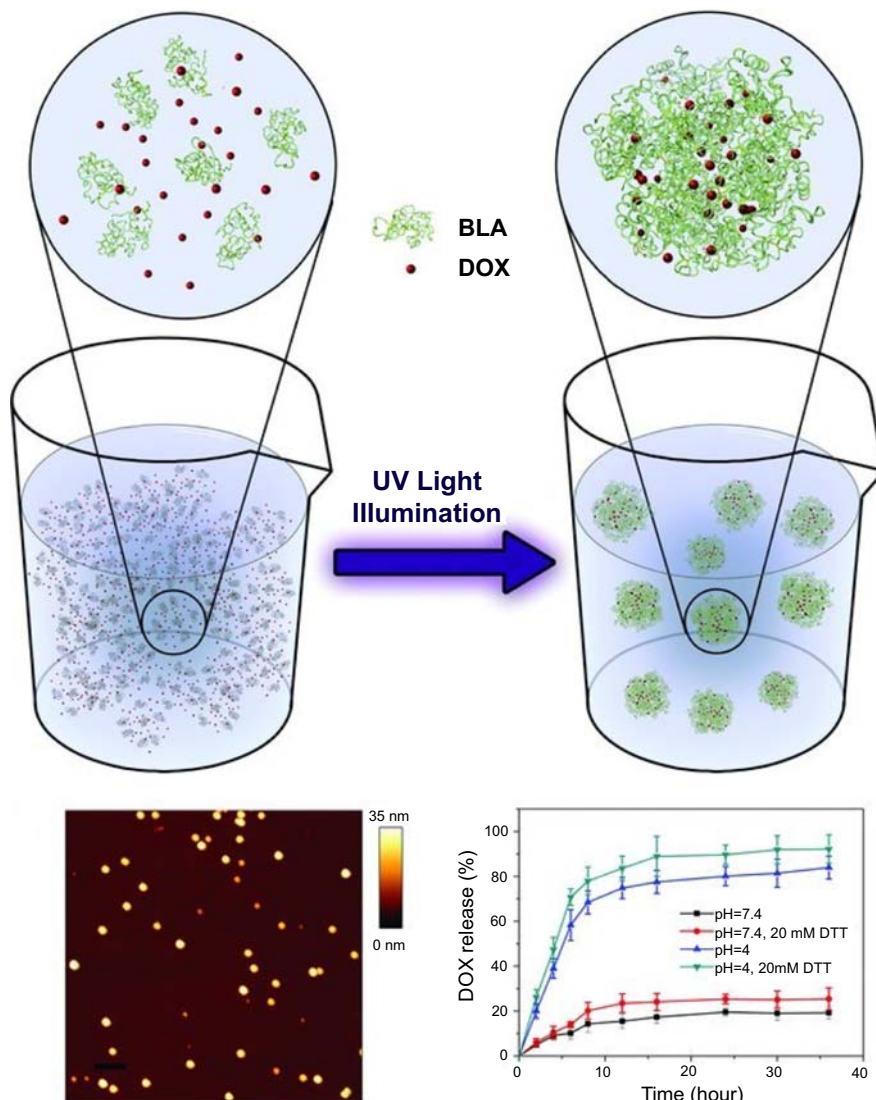 BLA
DOX
UV Light
Illumination
35 nm
0 nm
DOX release (%)
100
80
60
40
20
0
pH=7.4
pH=7.4, 20 mM DTT
pH=4
pH=4, 20mM DTT
0
10
20
30
40
Time (hour)